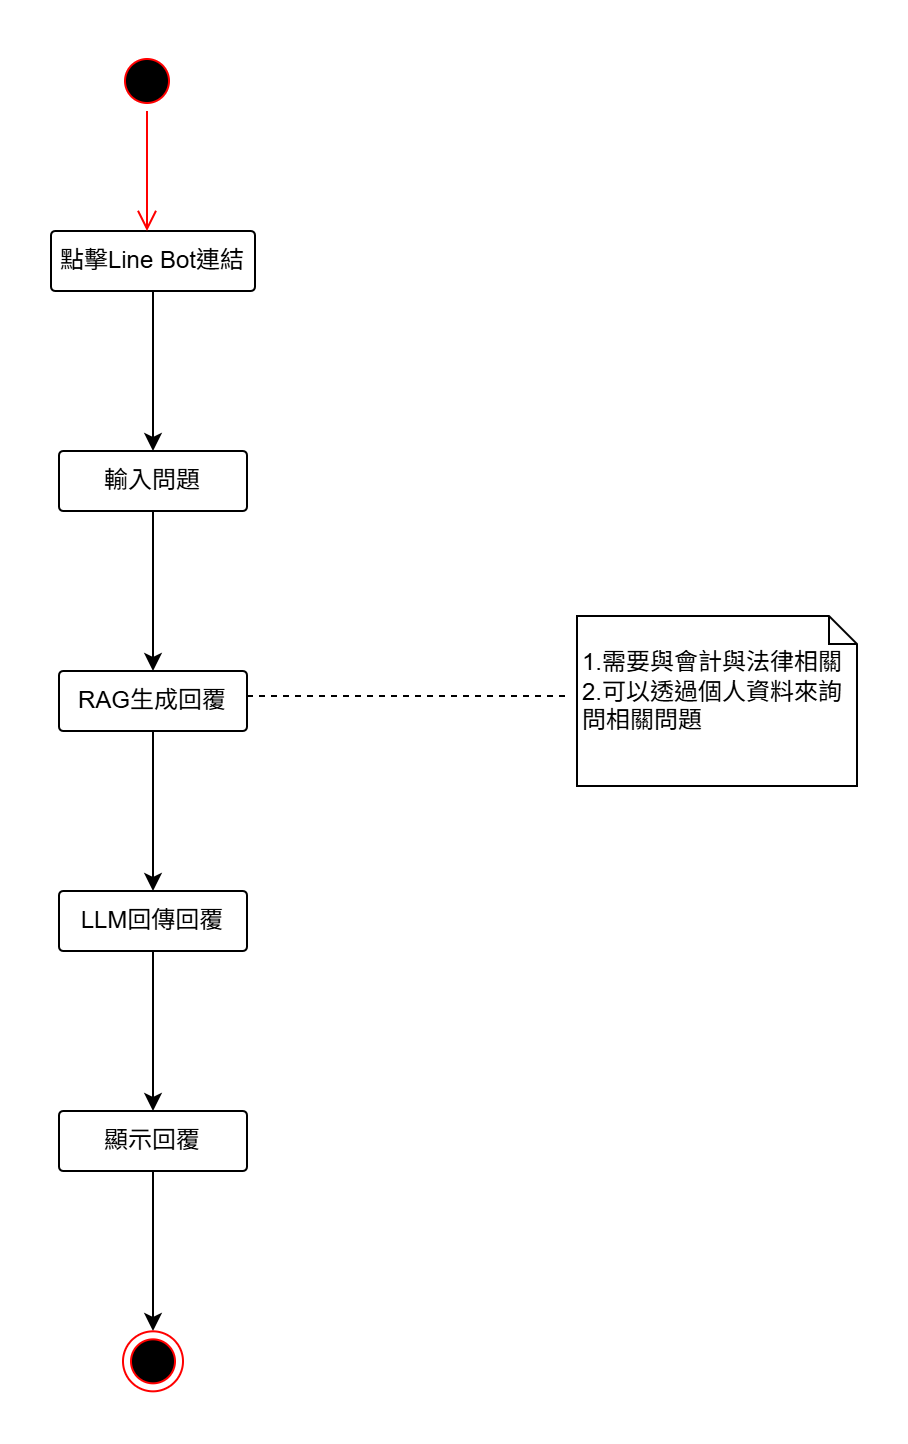 點擊Line Bot連結
輸入問題
RAG生成回覆
1.需要與會計與法律相關
2.可以透過個人資料來詢
問相關問題
LLM回傳回覆
顯示回覆